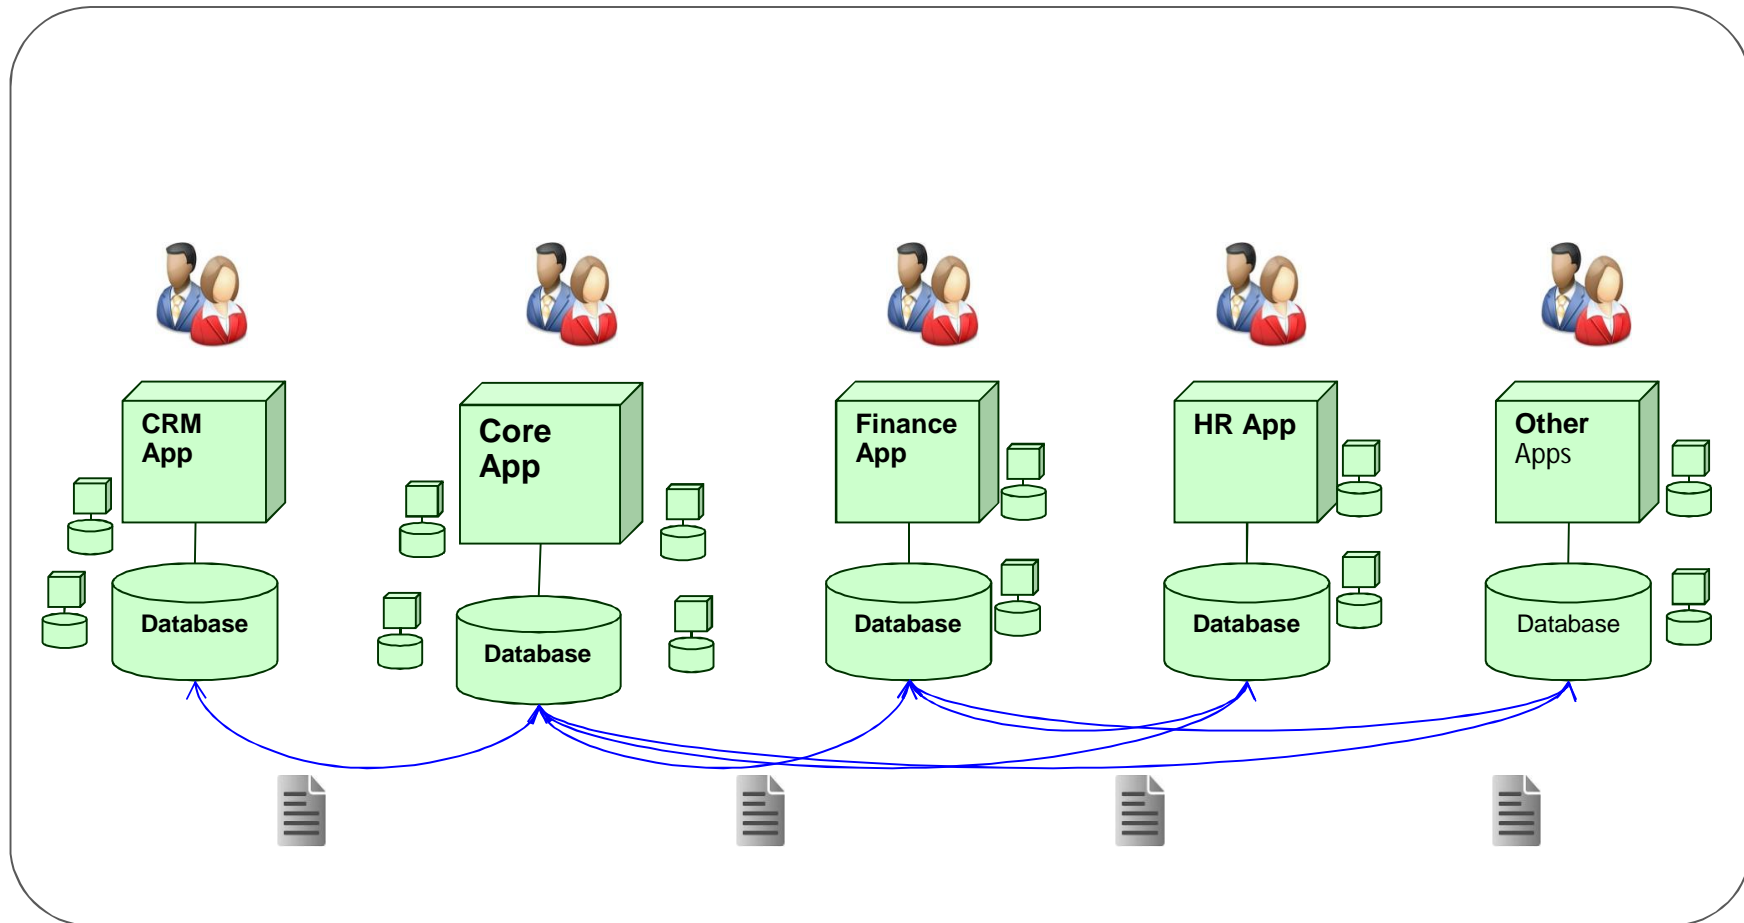 CRM
App
Core
App
Finance
App
HR App
Other
Apps
Database
Database
Database
Database
Database